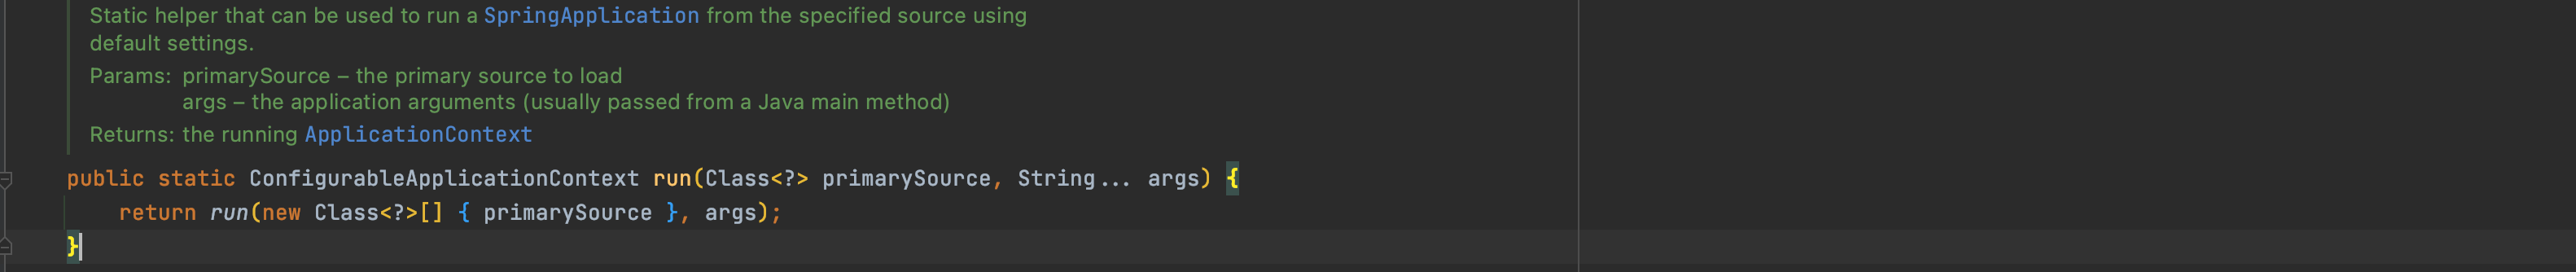 Static helper that can be used to run a SpringApplication from the specified source using
default settings.
Params: primarySource – the primary source to load
args – the application arguments (usually passed from a Java main method)
Returns: the running ApplicationContext
public static ConfigurableApplicationContext run(Class<?> primarySource, String... args) {
return run(new Class<?>[] { primarySource }, args);
}